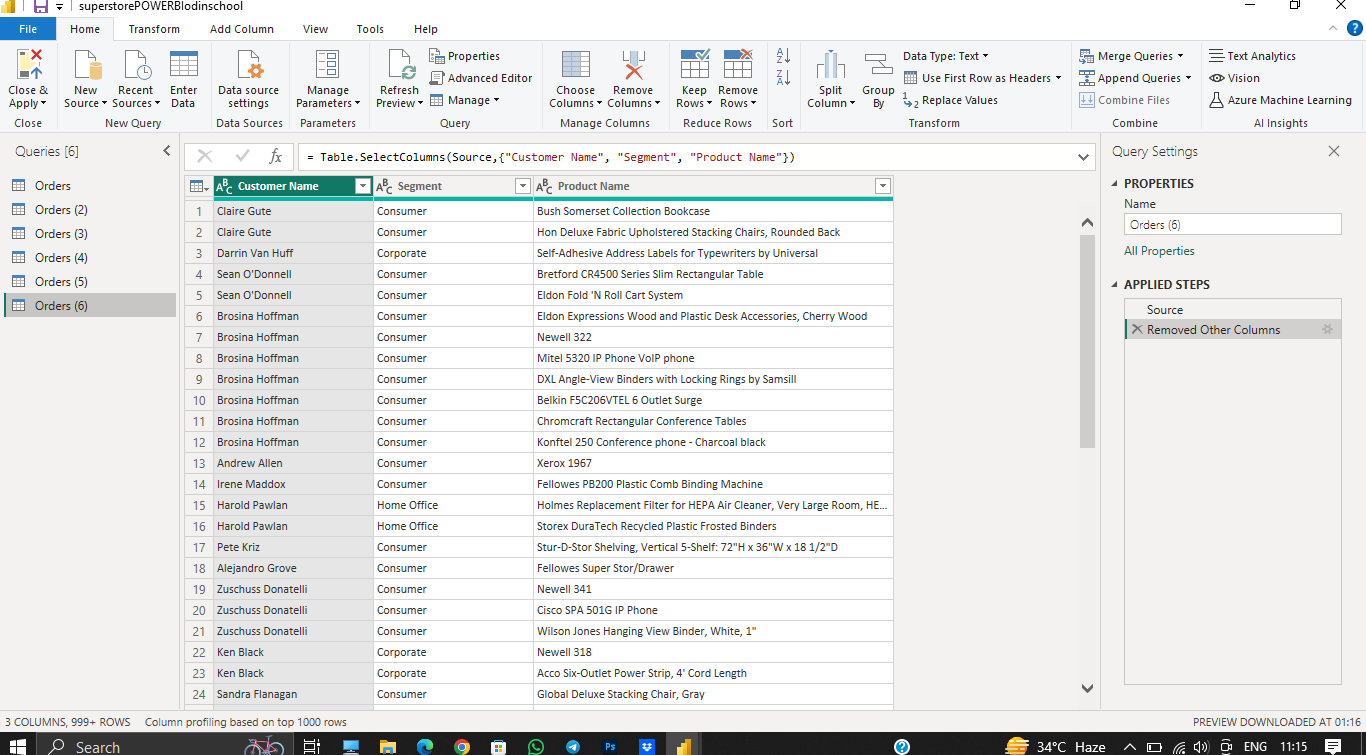 superstorePOWERBIodinschool
File Home Transform Add Column View Tools Help
Close & Apply
New Source
Recent Sources
Enter Data
Data source settings
Manage Parameters
Refresh Preview
Properties
Advanced Editor
Manage
Choose Columns
Remove Columns
Keep Rows
Remove Rows
Split Column
Group By
Data Type: Text
Use First Row as Headers
Replace Values
Merge Queries
Append Queries
Combine Files
Text Analytics
Vision
Azure Machine Learning
Close New Query Data Sources Parameters Query Manage Columns Reduce Rows Sort Transform Combine AI Insights
Queries [6]
Orders
Orders (2)
Orders (3)
Orders (4)
Orders (5)
Orders (6)
fx = Table.SelectColumns(Source,{"Customer Name", "Segment", "Product Name"})
ABC Customer Name ABC Segment ABC Product Name
1 Claire Gute Consumer Bush Somerset Collection Bookcase
2 Claire Gute Consumer Hon Deluxe Fabric Upholstered Stacking Chairs, Rounded Back
3 Darrin Van Huff Corporate Self-Adhesive Address Labels for Typewriters by Universal
4 Sean O'Donnell Consumer Bretford CR4500 Series Slim Rectangular Table
5 Sean O'Donnell Consumer Eldon Fold 'N Roll Cart System
6 Brosina Hoffman Consumer Eldon Expressions Wood and Plastic Desk Accessories, Cherry Wood
7 Brosina Hoffman Consumer Newell 322
8 Brosina Hoffman Consumer Mitel 5320 IP Phone VoIP phone
9 Brosina Hoffman Consumer DXL Angle-View Binders with Locking Rings by Samsill
10 Brosina Hoffman Consumer Belkin F5C206VTEL 6 Outlet Surge
11 Brosina Hoffman Consumer Chromcraft Rectangular Conference Tables
12 Brosina Hoffman Consumer Konftel 250 Conference phone - Charcoal black
13 Andrew Allen Consumer Xerox 1967
14 Irene Maddox Consumer Fellowes PB200 Plastic Comb Binding Machine
15 Harold Pawlan Home Office Holmes Replacement Filter for HEPA Air Cleaner, Very Large Room, HE...
16 Harold Pawlan Home Office Storex DuraTech Recycled Plastic Frosted Binders
17 Pete Kriz Consumer Stur-D-Stor Shelving, Vertical 5-Shelf: 72"H x 36"W x 18 1/2"D
18 Alejandro Grove Consumer Fellowes Super Stor/Drawer
19 Zuschuss Donatelli Consumer Newell 341
20 Zuschuss Donatelli Consumer Cisco SPA 501G IP Phone
21 Zuschuss Donatelli Consumer Wilson Jones Hanging View Binder, White, 1"
22 Ken Black Corporate Newell 318
23 Ken Black Corporate Acco Six-Outlet Power Strip, 4' Cord Length
24 Sandra Flanagan Consumer Global Deluxe Stacking Chair, Gray
Query Settings
PROPERTIES
Name
Orders (6)
All Properties
APPLIED STEPS
Source
Removed Other Columns
3 COLUMNS, 999+ ROWS Column profiling based on top 1000 rows PREVIEW DOWNLOADED AT 01:16
Search Ps 34°C Haze ENG 11:15